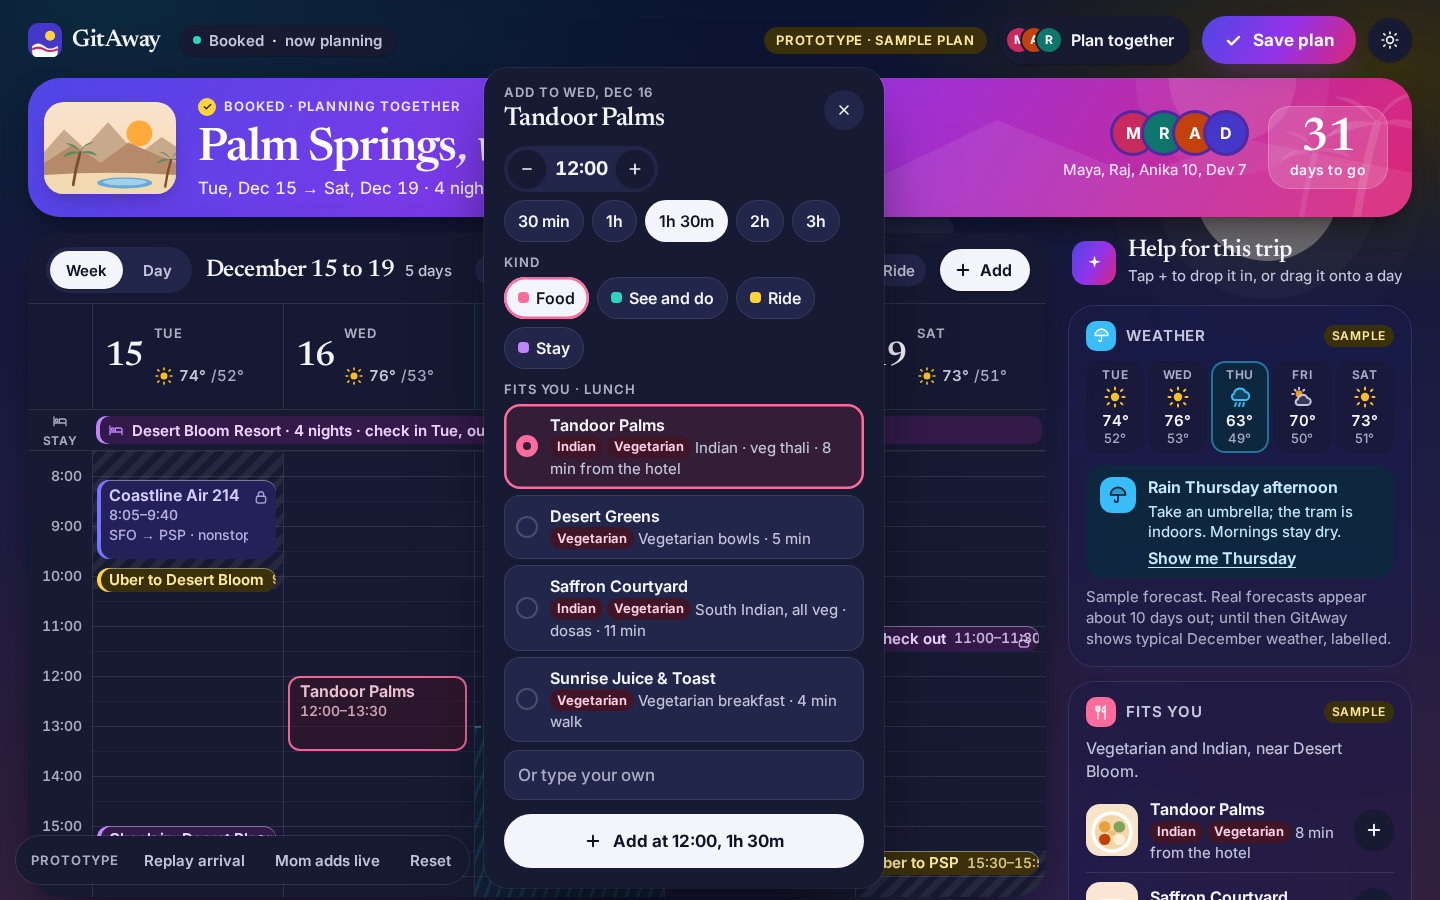 GitAway
Booked · now planning
PROTOTYPE · SAMPLE PLAN
M A R Plan together
Save plan
BOOKED · PLANNING TOGETHER
Palm Springs,
Tue, Dec 15 → Sat, Dec 19 · 4 nigh
M R A D
Maya, Raj, Anika 10, Dev 7
31
days to go
ADD TO WED, DEC 16
Tandoor Palms
− 12:00 +
30 min 1h 1h 30m 2h 3h
KIND
Food See and do Ride
Stay
FITS YOU · LUNCH
Tandoor Palms
Indian Vegetarian Indian · veg thali · 8
min from the hotel
Desert Greens
Vegetarian Vegetarian bowls · 5 min
Saffron Courtyard
Indian Vegetarian South Indian, all veg ·
dosas · 11 min
Sunrise Juice & Toast
Vegetarian Vegetarian breakfast · 4 min
walk
Or type your own
+ Add at 12:00, 1h 30m
Week Day
December 15 to 19 5 days
Ride
+ Add
15 TUE
74° /52°
16 WED
76° /53°
9 SAT
73° /51°
STAY
Desert Bloom Resort · 4 nights · check in Tue, ou
8:00
9:00
10:00
11:00
12:00
13:00
14:00
15:00
Coastline Air 214
8:05–9:40
SFO → PSP · nonstop
Uber to Desert Bloom
Tandoor Palms
12:00–13:30
heck out 11:00–11:30
ber to PSP 15:30–15:
PROTOTYPE Replay arrival Mom adds live Reset
Help for this trip
Tap + to drop it in, or drag it onto a day
WEATHER
SAMPLE
TUE WED THU FRI SAT
74° 76° 63° 70° 73°
52° 53° 49° 50° 51°
Rain Thursday afternoon
Take an umbrella; the tram is
indoors. Mornings stay dry.
Show me Thursday
Sample forecast. Real forecasts appear
about 10 days out; until then GitAway
shows typical December weather, labelled.
FITS YOU
SAMPLE
Vegetarian and Indian, near Desert
Bloom.
Tandoor Palms
Indian Vegetarian 8 min
from the hotel
+
Saffron Courtyard